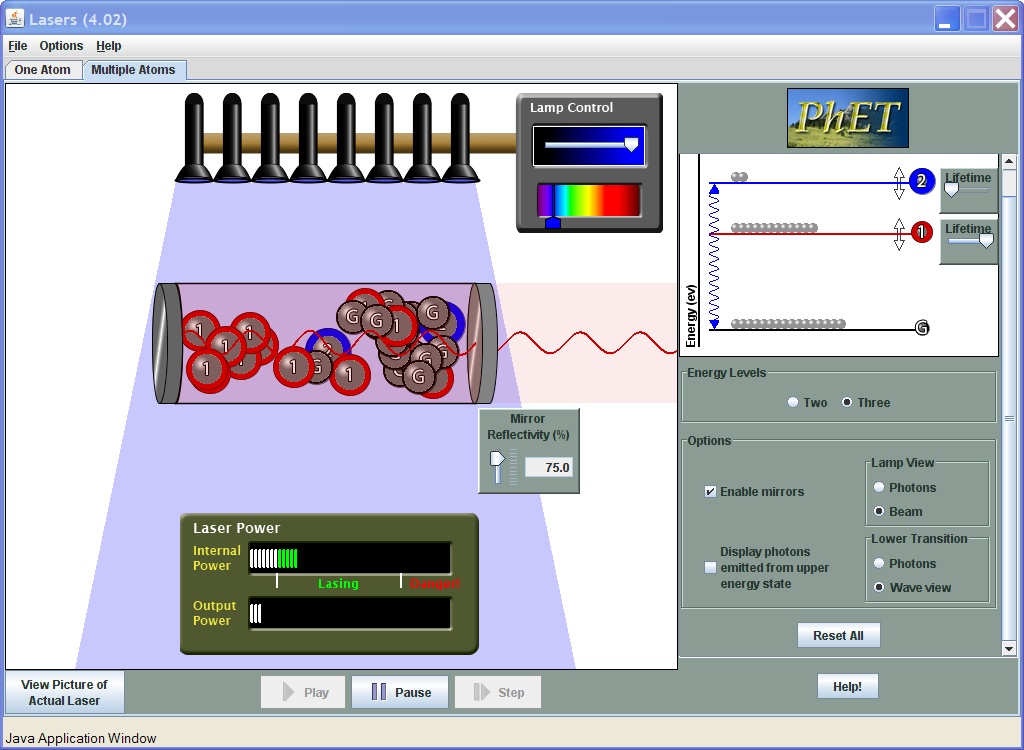 Lasers (4.02)
File Options Help
One Atom Multiple Atoms
Lamp Control
PhET
Lifetime
2
Lifetime
1
Energy (ev)
G
1
1
1
1
1
1
2
G
G
G
1
G
G
G
G
G
Mirror
Reflectivity (%)
75.0
Energy Levels
Two Three
Options
Enable mirrors
Lamp View
Photons
Beam
Display photons
emitted from upper
energy state
Lower Transition
Photons
Wave view
Laser Power
Internal
Power
Lasing Danger!
Output
Power
Reset All
View Picture of
Actual Laser
Play Pause Step
Help!
Java Application Window